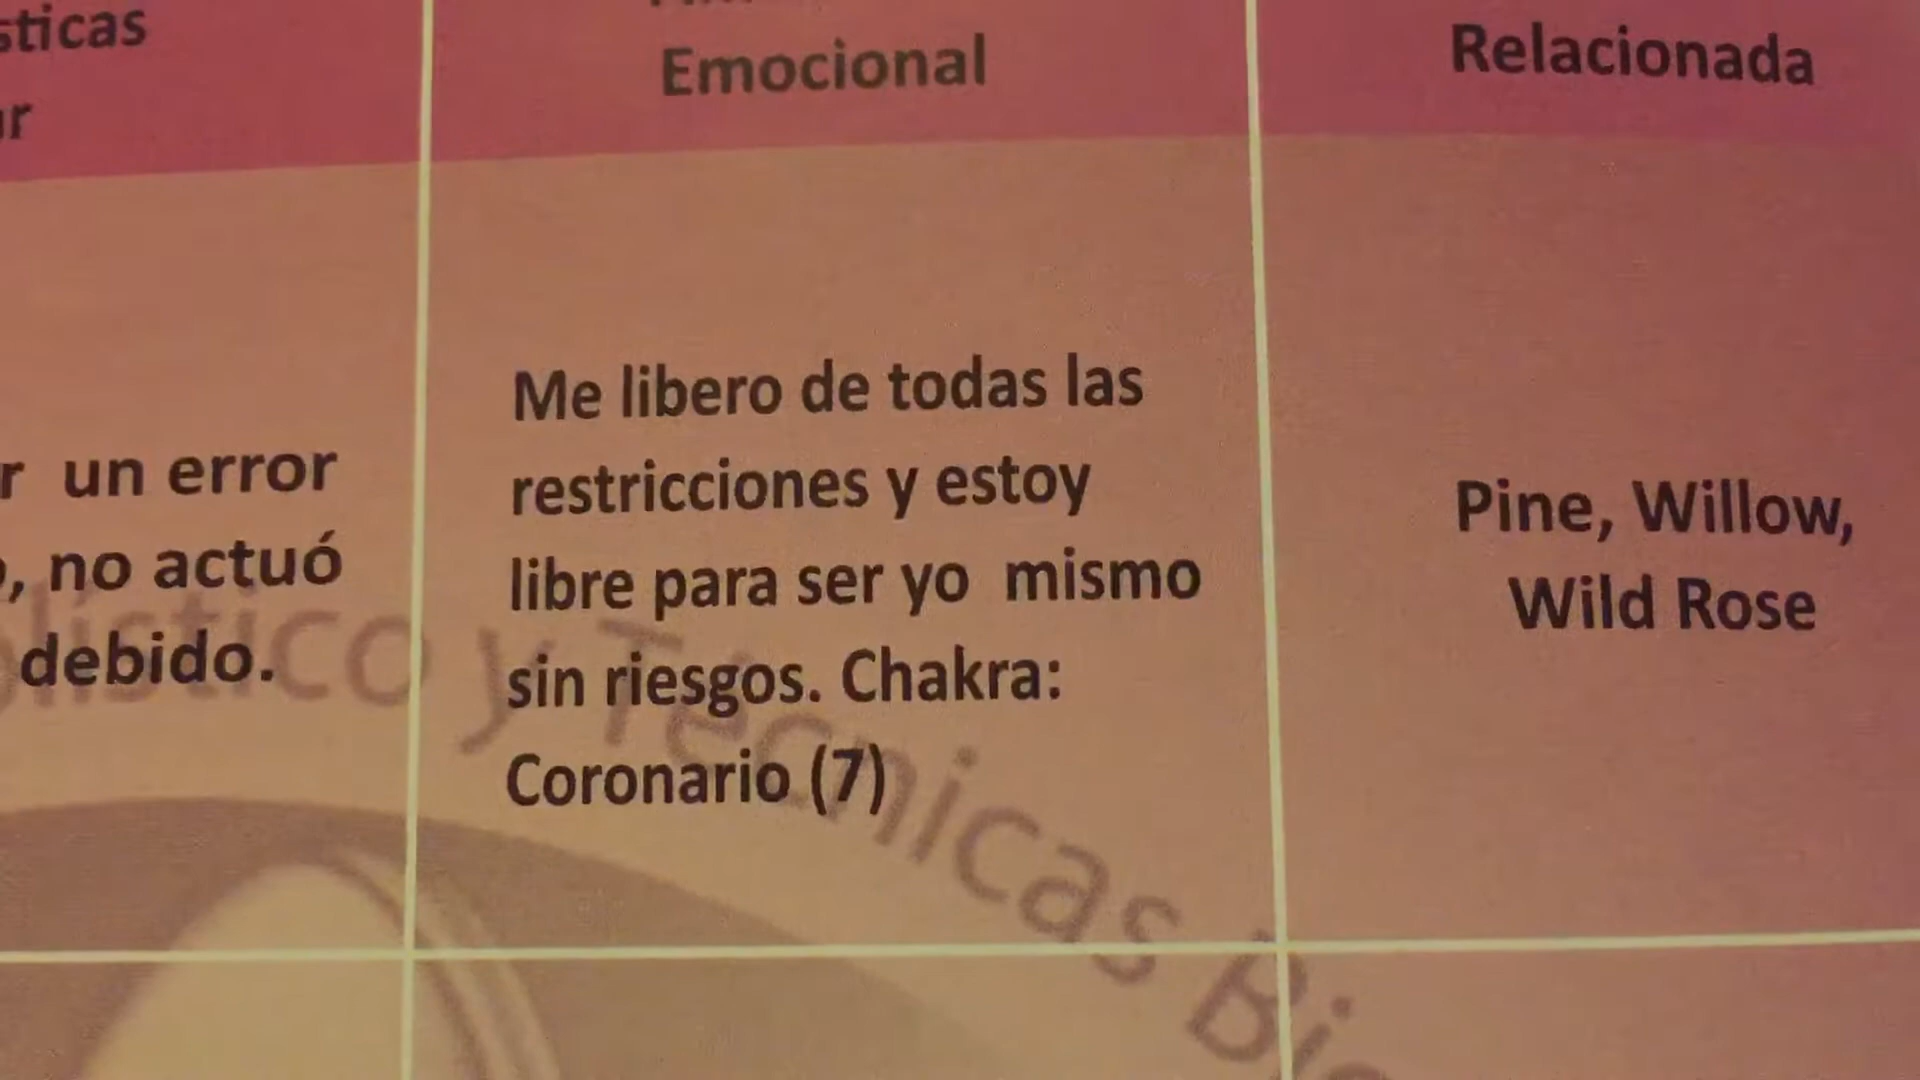 Emocional
Relacionada
un error
no actuó
debido.
Me libero de todas las
restricciones y estoy
libre para ser yo mismo
sin riesgos. Chakra:
Coronario (7)
Pine, Willow,
Wild Rose
y Técnicas